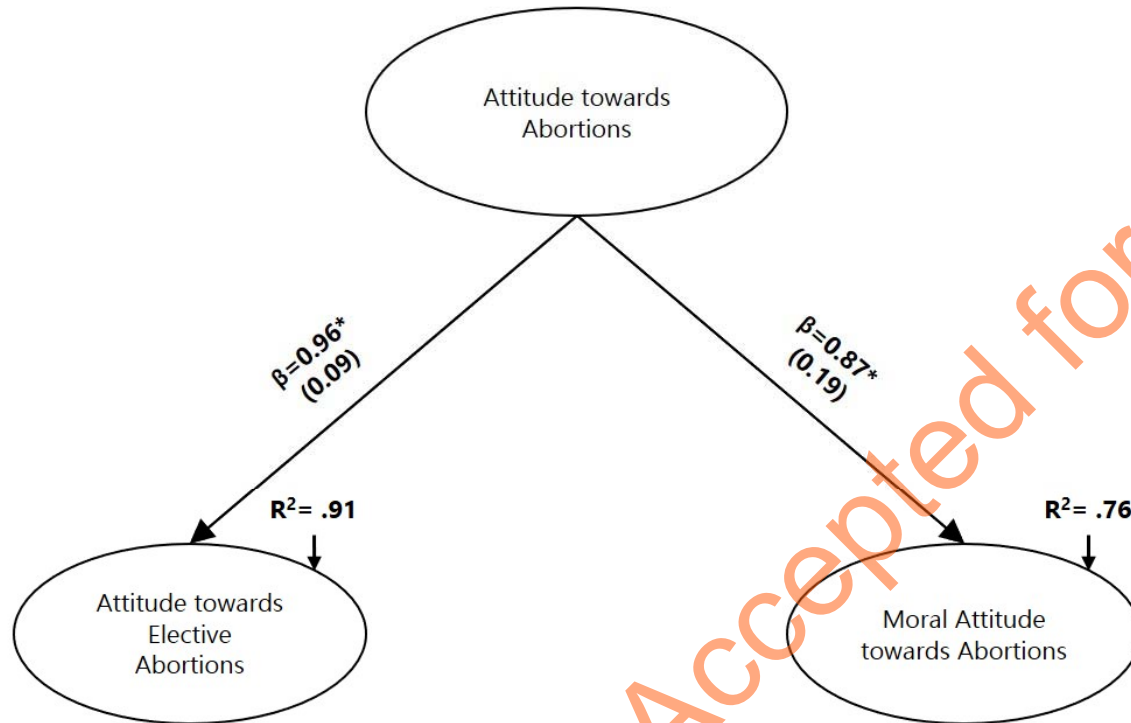 Attitude towards
Abortions
β=0.96*
(0.09)
β=0.87*
(0.19)
R²= .91
R²= .76
Attitude towards
Elective
Abortions
Moral Attitude
towards Abortions
Accepted for